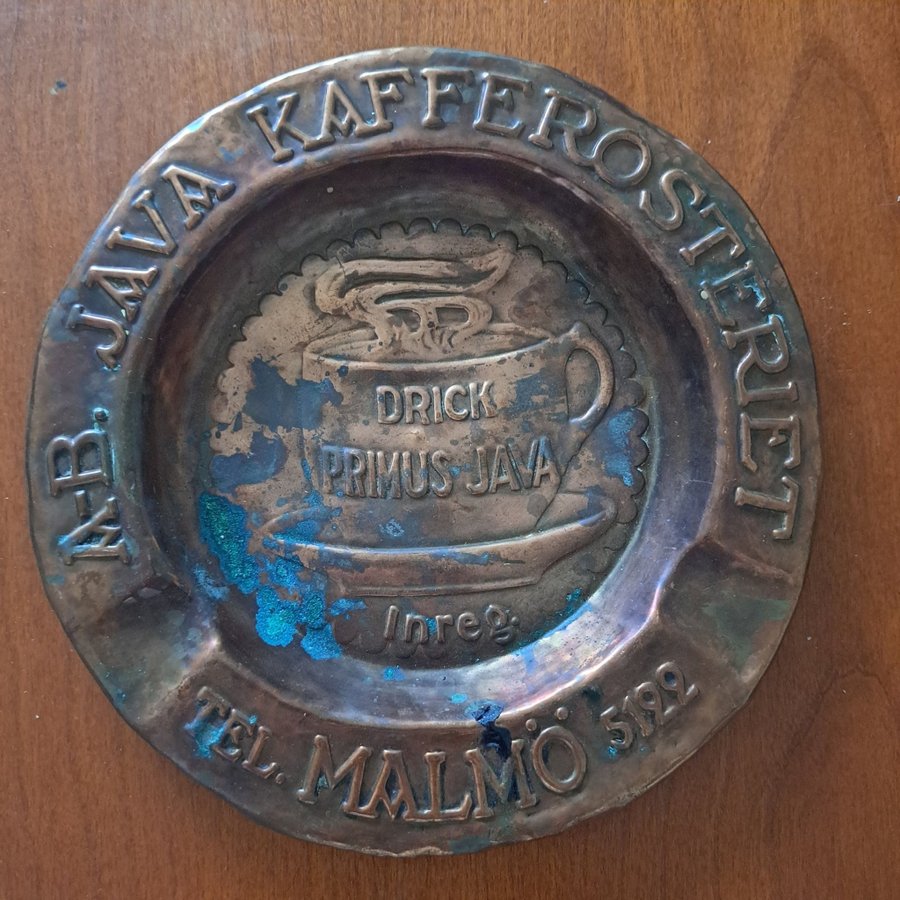 A-B. JAVA KAFFEROSTERIET
DRICK
PRIMUS JAVA
Inreg.
TEL. MALMÖ 5192